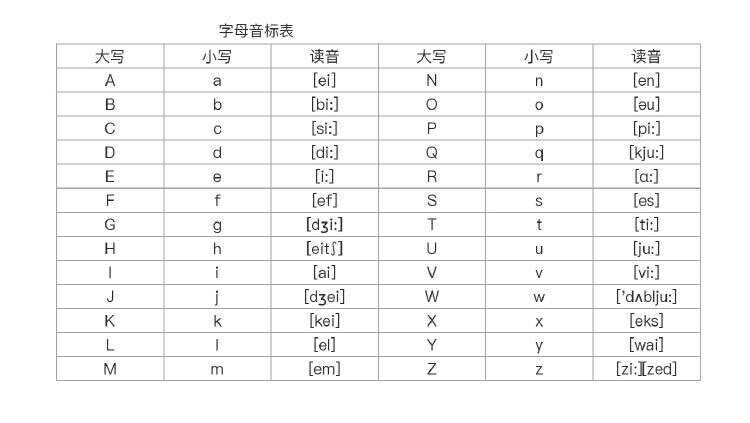 字母音标表
大写 小写 读音 大写 小写 读音
A a [ei] N n [en]
B b [bi:] O o [əu]
C c [si:] P p [pi:]
D d [di:] Q q [kju:]
E e [i:] R r [ɑ:]
F f [ef] S s [es]
G g [dʒi:] T t [ti:]
H h [eitʃ] U u [ju:]
I i [ai] V v [vi:]
J j [dʒei] W w ['dʌblju:]
K k [kei] X x [eks]
L l [el] Y y [wai]
M m [em] Z z [zi:][zed]